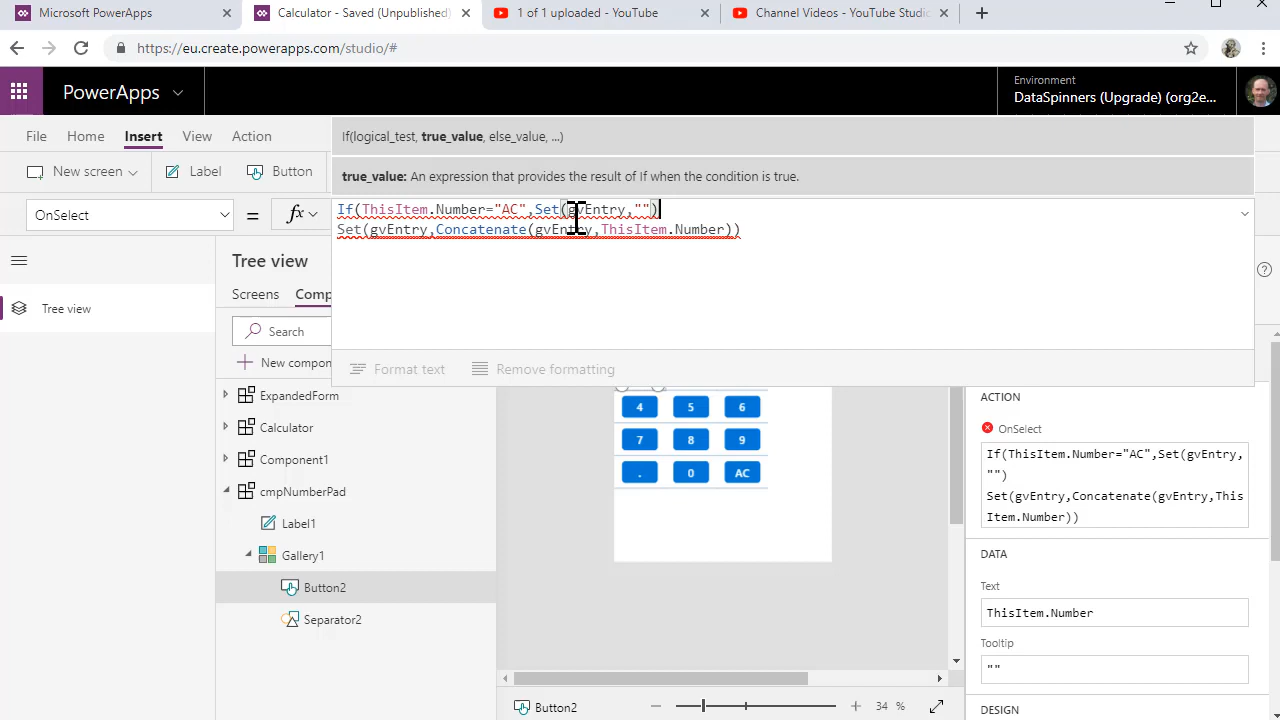 Microsoft PowerApps
Calculator - Saved (Unpublished)
1 of 1 uploaded - YouTube
Channel Videos - YouTube Studio
https://eu.create.powerapps.com/studio/#
PowerApps
Environment
DataSpinners (Upgrade) (org2e...
File Home Insert View Action
If(logical_test, true_value, else_value, ...)
New screen Label Button
true_value: An expression that provides the result of If when the condition is true.
OnSelect = fx
If(ThisItem.Number="AC",Set(gvEntry,"")
Set(gvEntry,Concatenate(gvEntry,ThisItem.Number))
Tree view
Screens
Tree view
Search
New
Format text Remove formatting
ExpandedForm
Calculator
Component1
cmpNumberPad
Label1
Gallery1
Button2
Separator2
4 5 6
7 8 9
. 0 AC
ACTION
OnSelect
If(ThisItem.Number="AC",Set(gvEntry,
"")
Set(gvEntry,Concatenate(gvEntry,This
Item.Number))
DATA
Text
ThisItem.Number
Tooltip
""
DESIGN
Button2
34 %